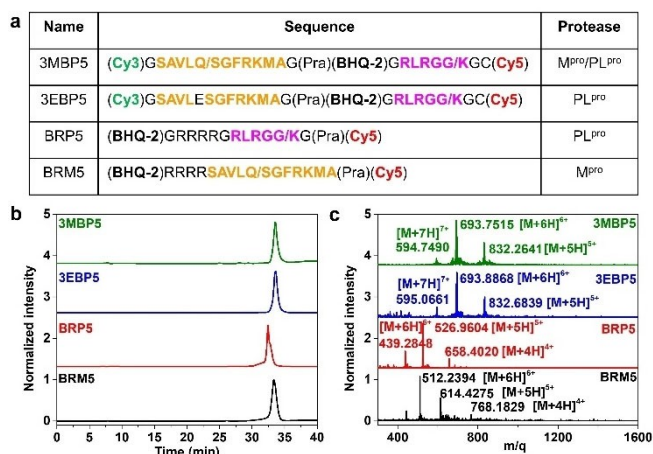 a
Name Sequence Protease
3MBP5 (Cy3)GSAVLQ/SGFRKMAG(Pra)(BHQ-2)GRLRGG/KGC(Cy5) Mpro/PLpro
3EBP5 (Cy3)GSAVLESGFRKMAG(Pra)(BHQ-2)GRLRGG/KGC(Cy5) PLpro
BRP5 (BHQ-2)GRRRRGRLRGG/KG(Pra)(Cy5) PLpro
BRM5 (BHQ-2)RRRRSAVLQ/SGFRKMA(Pra)(Cy5) Mpro
b
Normalized intensity
5
4
3
2
1
0
3MBP5
3EBP5
BRP5
BRM5
0 5 10 15 20 25 30 35 40
Time (min)
c
Normalized intensity
5
4
3
2
1
0
[M+7H]7+
594.7490
693.7515 [M+6H]6+
832.2641 [M+5H]5+
3MBP5
[M+7H]7+
595.0661
693.8868 [M+6H]6+
832.6839 [M+5H]5+
3EBP5
[M+6H]6+
439.2848
526.9604 [M+5H]5+
658.4020 [M+4H]4+
BRP5
512.2394 [M+6H]6+
614.4275 [M+5H]5+
768.1829 [M+4H]4+
BRM5
400 800 1200 1600
m/q